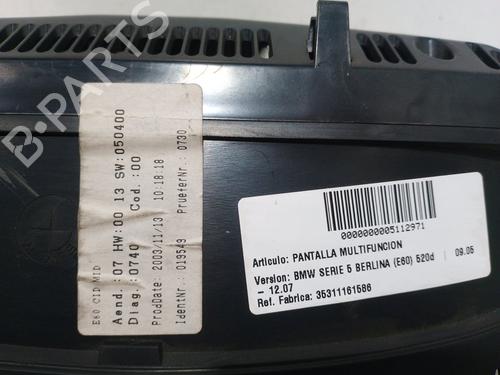 B-PARTS
E60 CID MID
Aend.:07 HW:00 13 SW:050400
Diag.:0740 Cod.:00
ProdDate: 2003/11/13 10:18:18
IdentNr.: 019549 PrueferNr.: 0730
0000000005112971
Articulo: PANTALLA MULTIFUNCION
Version: BMW SERIE 5 BERLINA (E60) 520d | 09.05
- 12.07
Ref. Fabrica: 35311161586